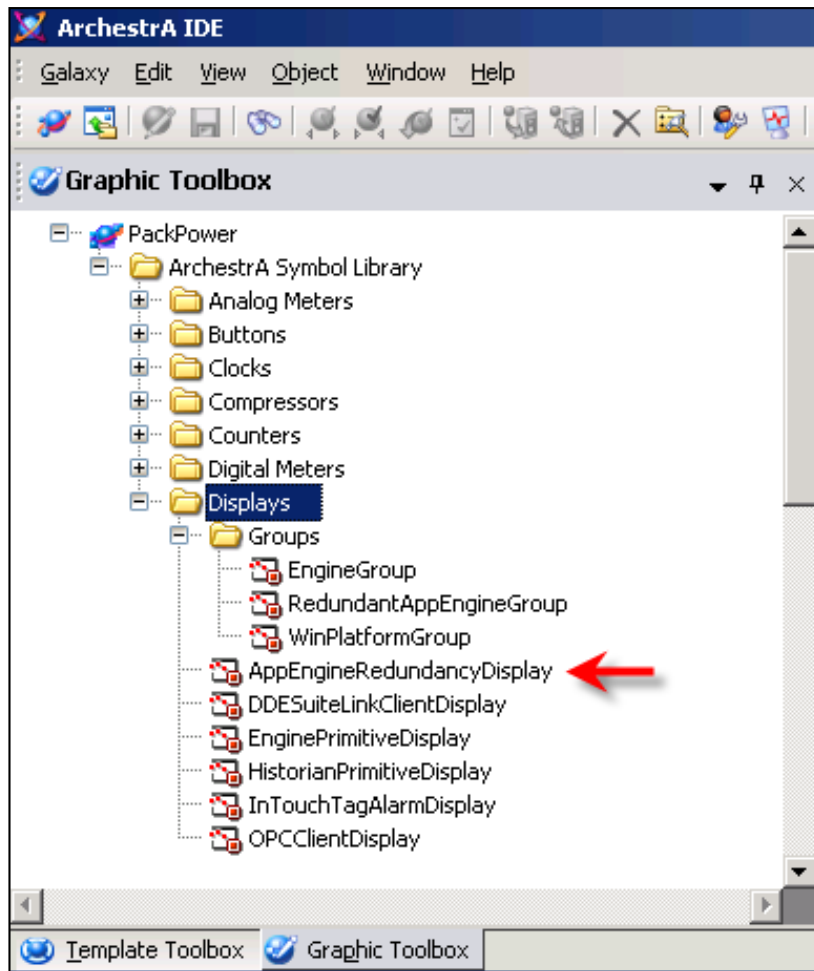 ArchestrA IDE
Galaxy Edit View Object Window Help
Graphic Toolbox
PackPower
ArchestrA Symbol Library
Analog Meters
Buttons
Clocks
Compressors
Counters
Digital Meters
Displays
Groups
EngineGroup
RedundantAppEngineGroup
WinPlatformGroup
AppEngineRedundancyDisplay
DDESuiteLinkClientDisplay
EnginePrimitiveDisplay
HistorianPrimitiveDisplay
InTouchTagAlarmDisplay
OPCClientDisplay
Template Toolbox Graphic Toolbox